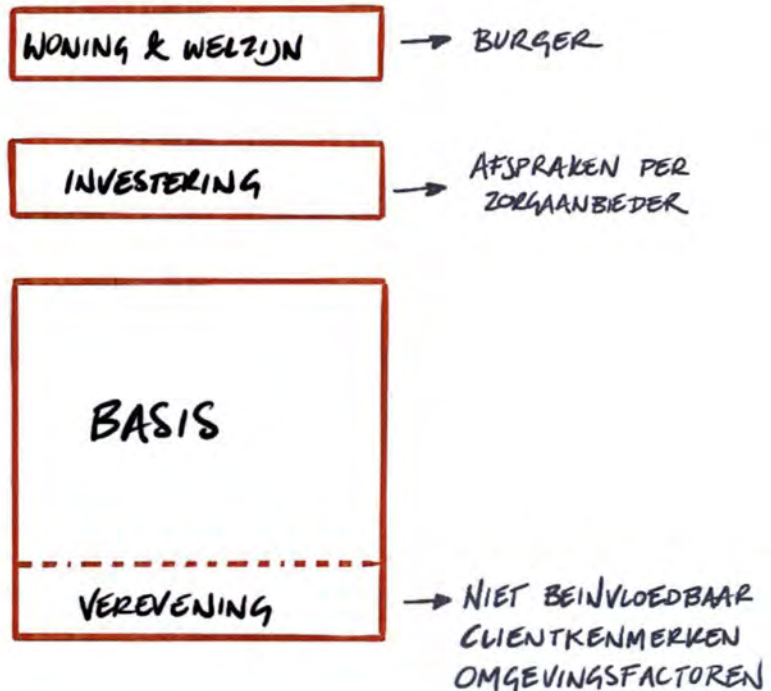 WONING & WELZIJN → BURGER
INVESTERING → AFSPRAKEN PER
ZORGAANBIEDER
BASIS
VEREVENING → NIET BEINVLOEDBAAR
CLIENTKENMERKEN
OMGEVINGSFACTOREN